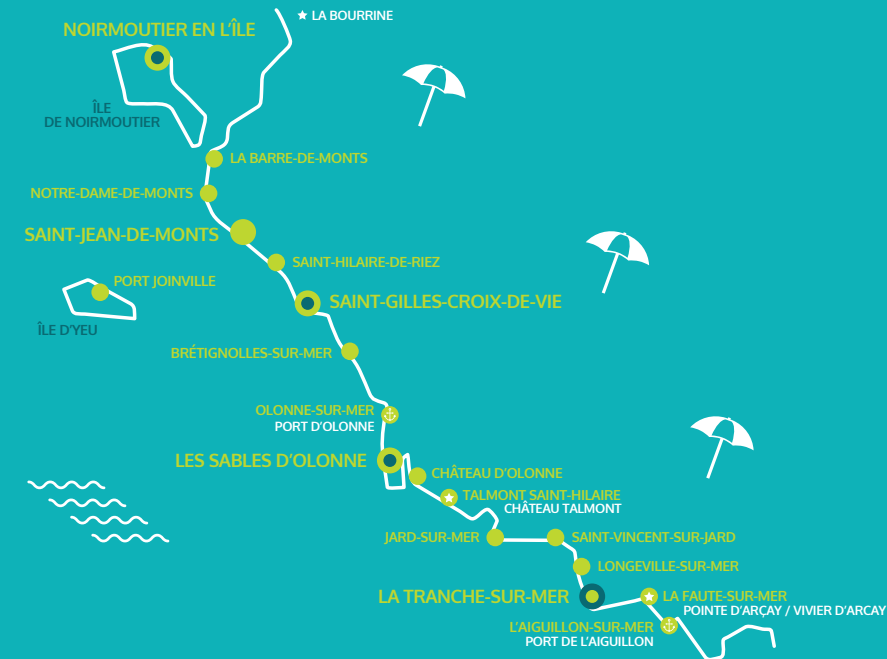 LA BOURRINE
NOIRMOUTIER EN L'ÎLE
ÎLE
DE NOIRMOUTIER
LA BARRE-DE-MONTS
NOTRE-DAME-DE-MONTS
SAINT-JEAN-DE-MONTS
SAINT-HILAIRE-DE-RIEZ
PORT JOINVILLE
SAINT-GILLES-CROIX-DE-VIE
ÎLE D'YEU
BRÉTIGNOLLES-SUR-MER
OLONNE-SUR-MER
PORT D'OLONNE
LES SABLES D'OLONNE
CHÂTEAU D'OLONNE
TALMONT SAINT-HILAIRE
CHÂTEAU TALMONT
JARD-SUR-MER
SAINT-VINCENT-SUR-JARD
LONGEVILLE-SUR-MER
LA TRANCHE-SUR-MER
LA FAUTE-SUR-MER
POINTE D'ARÇAY / VIVIER D'ARCAY
L'AIGUILLON-SUR-MER
PORT DE L'AIGUILLON